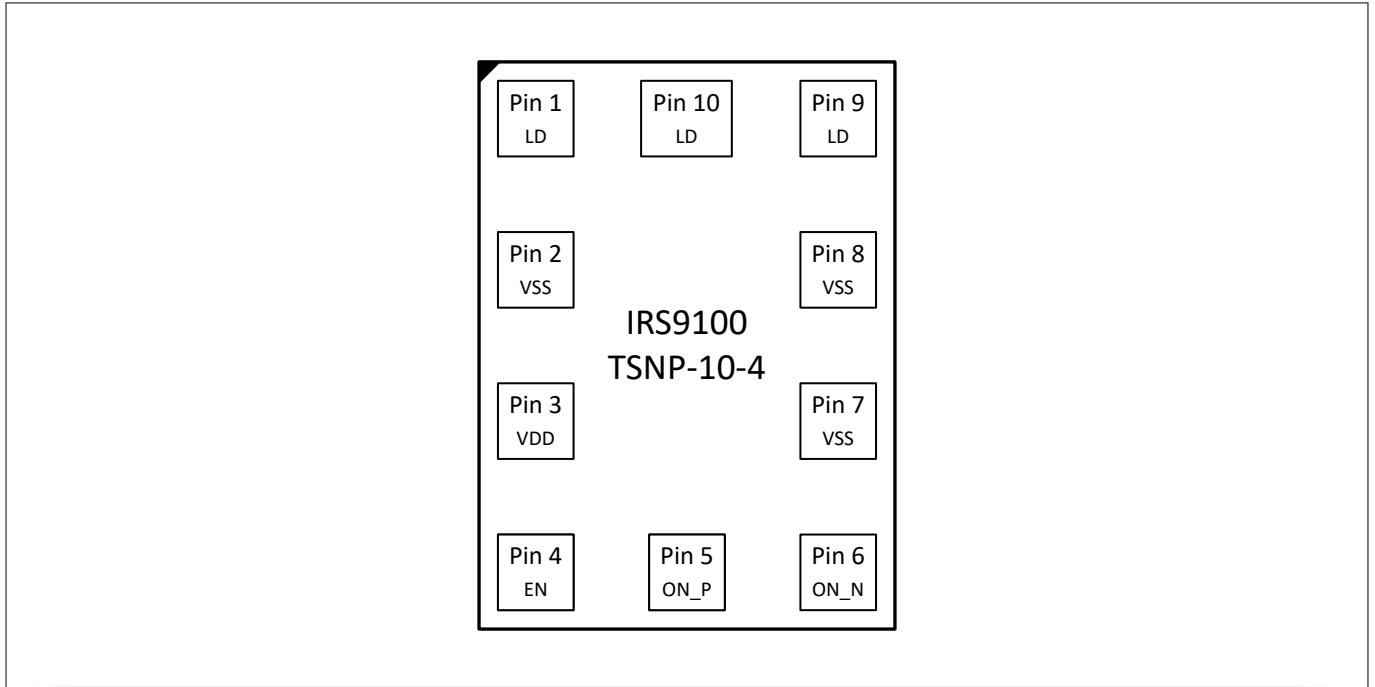 Pin 1
LD
Pin 10
LD
Pin 9
LD
Pin 2
VSS
Pin 8
VSS
IRS9100
TSNP-10-4
Pin 3
VDD
Pin 7
VSS
Pin 4
EN
Pin 5
ON_P
Pin 6
ON_N